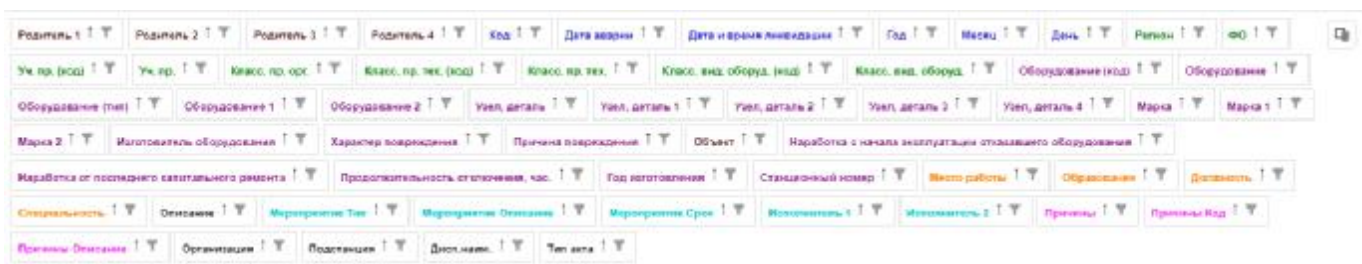 Родитель 1 Родитель 2 Родитель 3 Родитель 4 Код Дата аварии Дата и время ликвидации Год Месяц День Регион ФО
Уч. пр. (код) Уч. пр. Класс. пр. орг. Класс. пр. тех. (код) Класс. пр. тех. Класс. вид. оборуд. (код) Класс. вид. оборуд. Оборудование (код) Оборудование
Оборудование (тип) Оборудование 1 Оборудование 2 Узел, деталь Узел, деталь 1 Узел, деталь 2 Узел, деталь 3 Узел, деталь 4 Марка Марка 1
Марка 2 Изготовитель оборудования Характер повреждения Причина повреждения Объект Наработка с начала эксплуатации отказавшего оборудования
Наработка от последнего капитального ремонта Продолжительность отключения, час. Год изготовления Станционный номер Место работы Образование Должность
Специальность Описание Мероприятие Тип Мероприятие Описание Мероприятие Срок Исполнитель 1 Исполнитель 2 Причины Причины Код
Причины Описание Организация Подстанция Дисп.наим. Тип акта